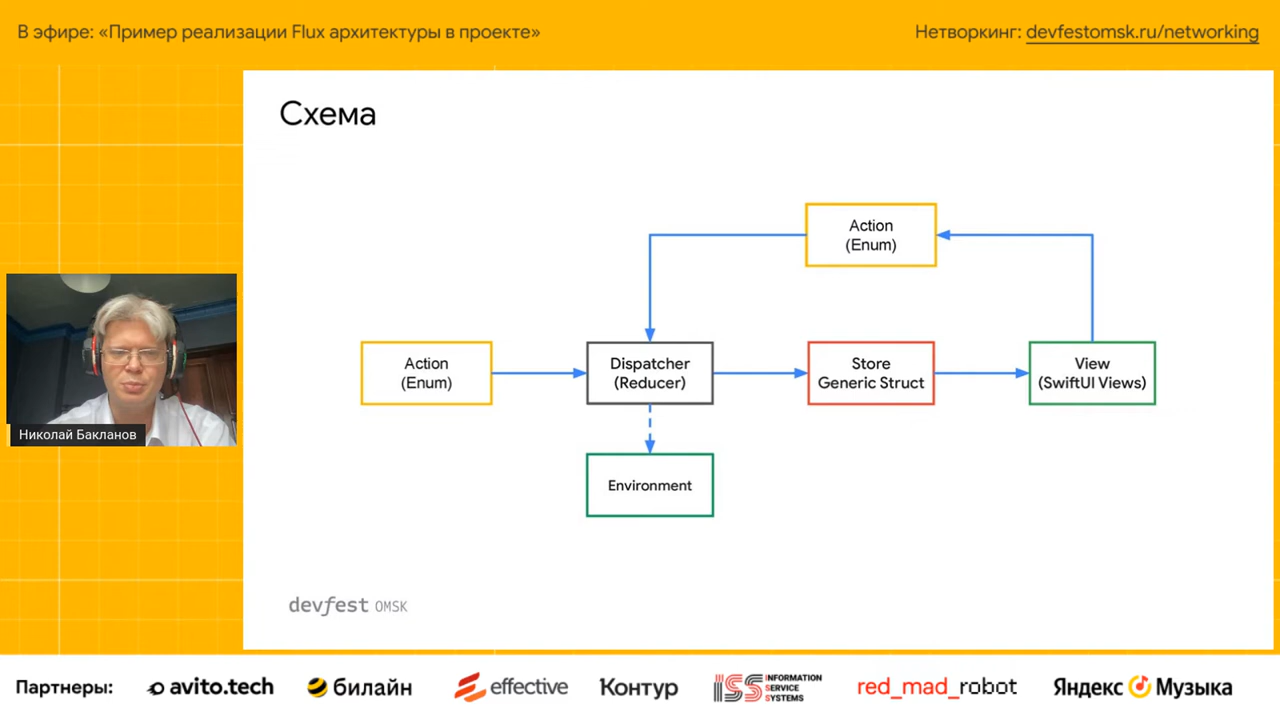 В эфире: «Пример реализации Flux архитектуры в проекте»
Нетворкинг: devfestomsk.ru/networking
Схема
Action
(Enum)
Action
(Enum)
Dispatcher
(Reducer)
Store
Generic Struct
View
(SwiftUI Views)
Environment
Николай Бакланов
devfest OMSK
Партнеры:
avito.tech
билайн
effective
Контур
ISS INFORMATION
SERVICE
SYSTEMS
red_mad_robot
Яндекс Музыка